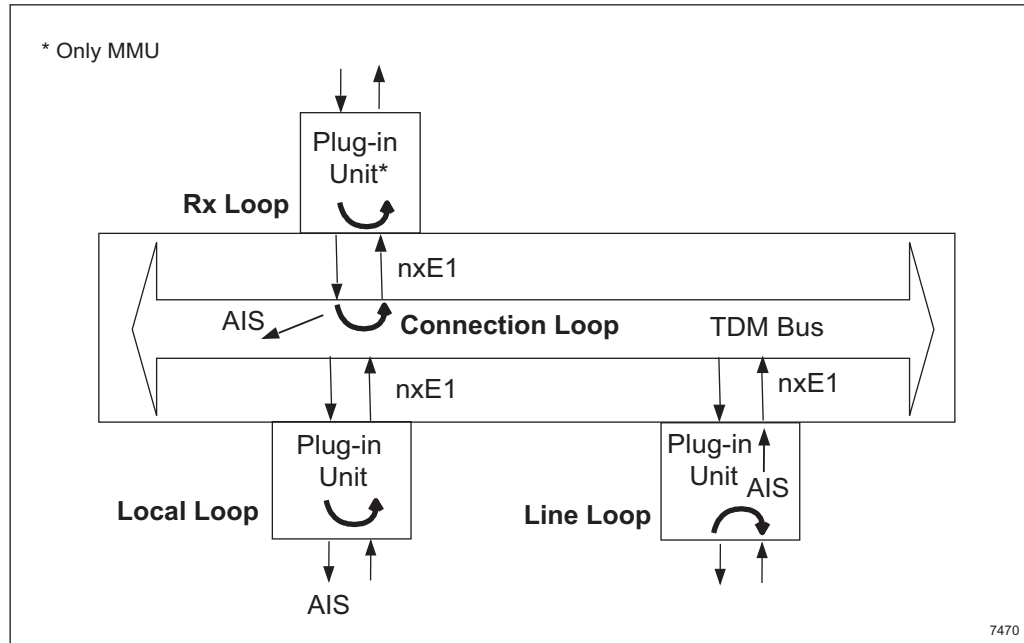 * Only MMU
Plug-in
Unit*
Rx Loop
nxE1
AIS
Connection Loop
TDM Bus
nxE1
nxE1
Plug-in
Unit
Local Loop
AIS
Plug-in
Unit
AIS
Line Loop
7470